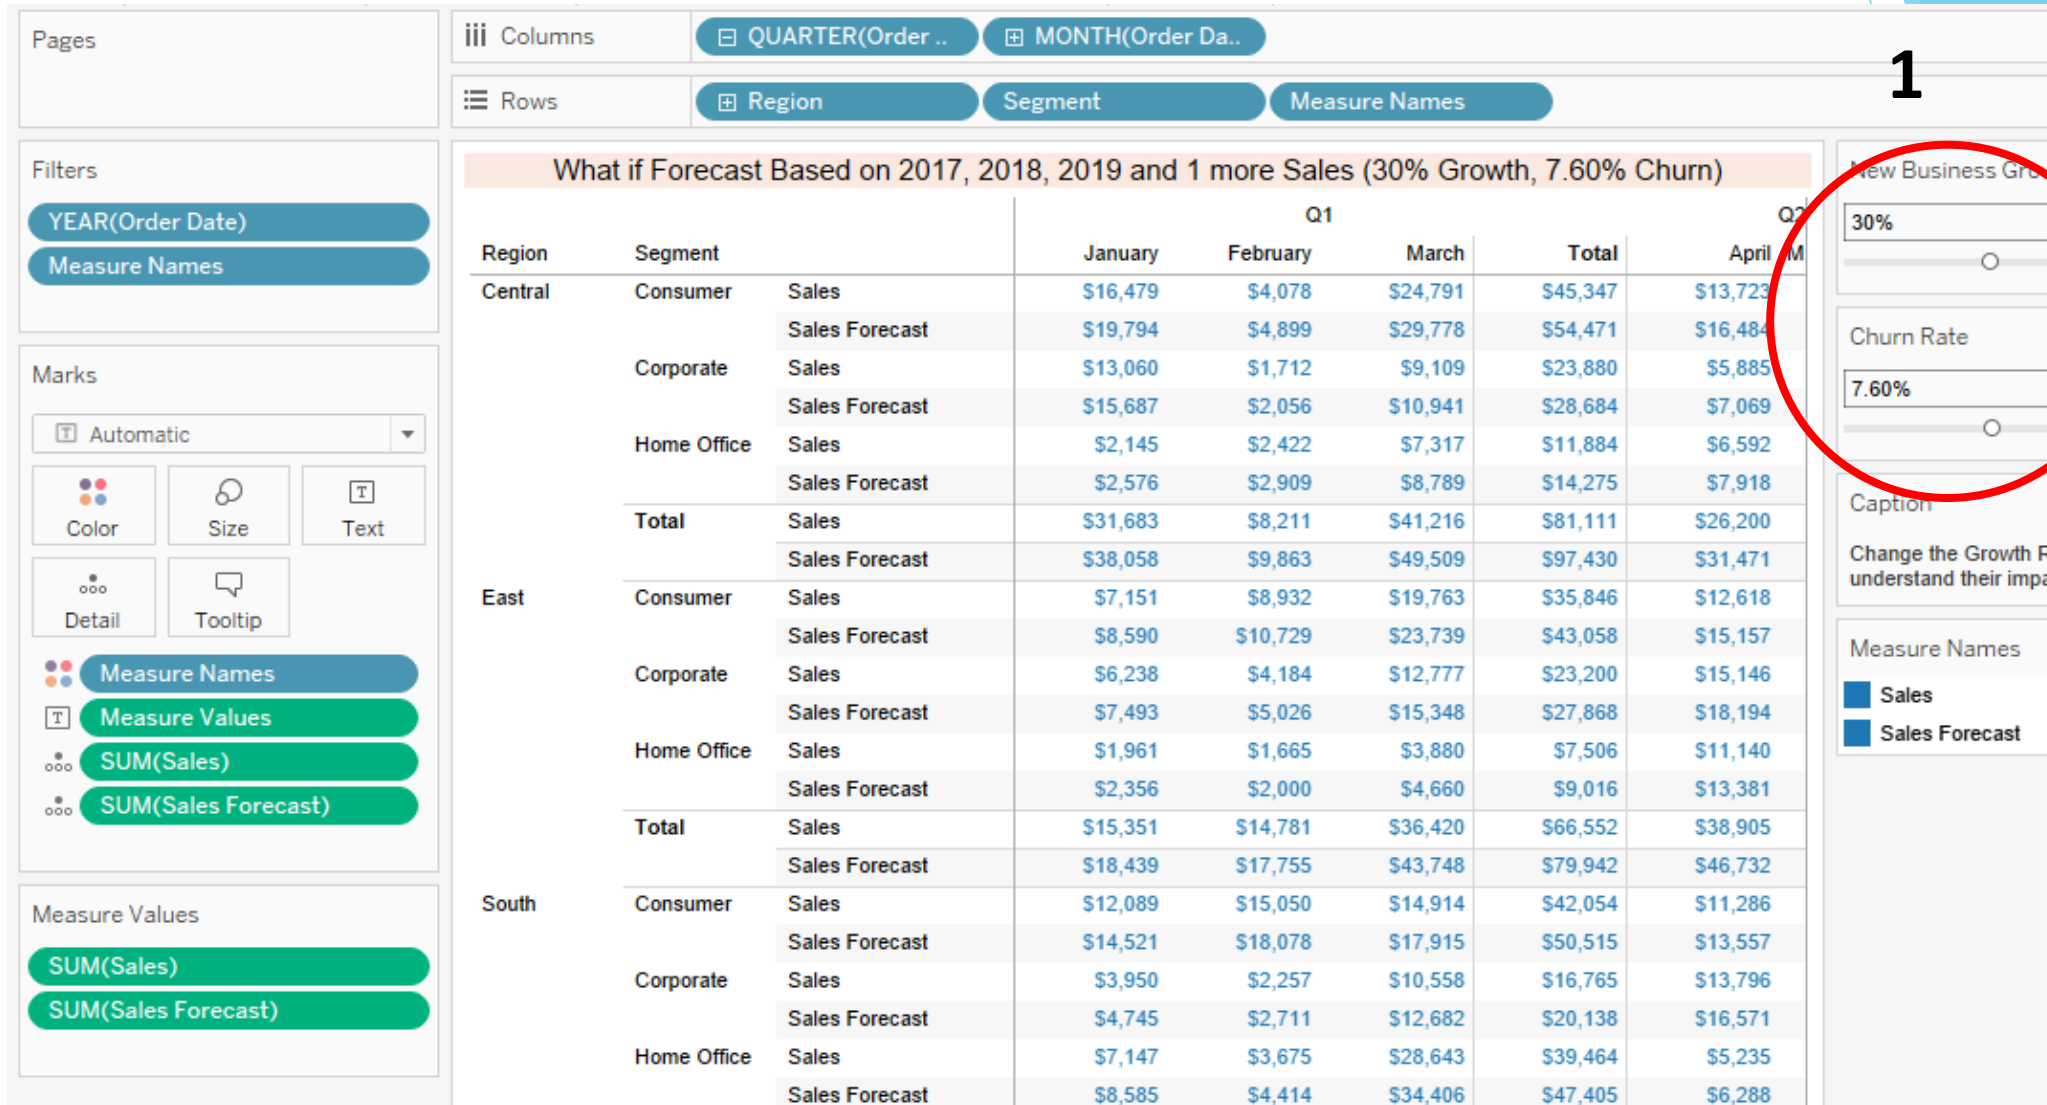 Pages
Columns QUARTER(Order .. MONTH(Order Da..
1
Rows Region Segment Measure Names
Filters
YEAR(Order Date)
Measure Names
Marks
Automatic
Color Size Text
Detail Tooltip
Measure Names
Measure Values
SUM(Sales)
SUM(Sales Forecast)
Measure Values
SUM(Sales)
SUM(Sales Forecast)
What if Forecast Based on 2017, 2018, 2019 and 1 more Sales (30% Growth, 7.60% Churn)
Q1 Q2
Region Segment January February March Total April M
Central Consumer Sales $16,479 $4,078 $24,791 $45,347 $13,723
Sales Forecast $19,794 $4,899 $29,778 $54,471 $16,484
Corporate Sales $13,060 $1,712 $9,109 $23,880 $5,885
Sales Forecast $15,687 $2,056 $10,941 $28,684 $7,069
Home Office Sales $2,145 $2,422 $7,317 $11,884 $6,592
Sales Forecast $2,576 $2,909 $8,789 $14,275 $7,918
Total Sales $31,683 $8,211 $41,216 $81,111 $26,200
Sales Forecast $38,058 $9,863 $49,509 $97,430 $31,471
East Consumer Sales $7,151 $8,932 $19,763 $35,846 $12,618
Sales Forecast $8,590 $10,729 $23,739 $43,058 $15,157
Corporate Sales $6,238 $4,184 $12,777 $23,200 $15,146
Sales Forecast $7,493 $5,026 $15,348 $27,868 $18,194
Home Office Sales $1,961 $1,665 $3,880 $7,506 $11,140
Sales Forecast $2,356 $2,000 $4,660 $9,016 $13,381
Total Sales $15,351 $14,781 $36,420 $66,552 $38,905
Sales Forecast $18,439 $17,755 $43,748 $79,942 $46,732
South Consumer Sales $12,089 $15,050 $14,914 $42,054 $11,286
Sales Forecast $14,521 $18,078 $17,915 $50,515 $13,557
Corporate Sales $3,950 $2,257 $10,558 $16,765 $13,796
Sales Forecast $4,745 $2,711 $12,682 $20,138 $16,571
Home Office Sales $7,147 $3,675 $28,643 $39,464 $5,235
Sales Forecast $8,585 $4,414 $34,406 $47,405 $6,288
New Business Gro
30%
Churn Rate
7.60%
Caption
Change the Growth R
understand their impa
Measure Names
Sales
Sales Forecast